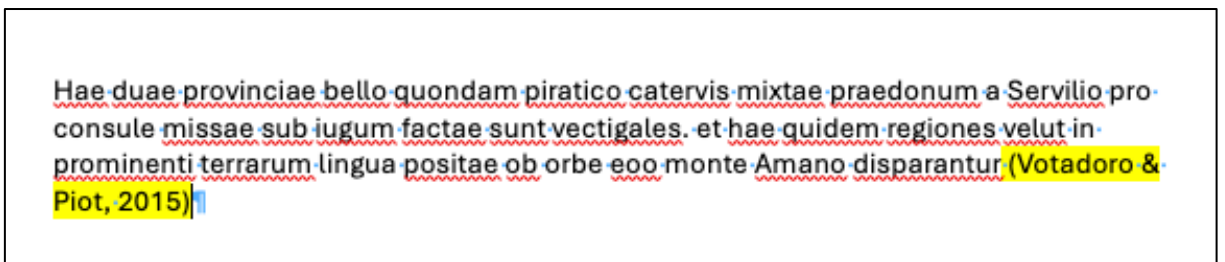 Hae duae provinciae bello quondam piratico catervis mixtae praedonum a Servilio pro
consule missae sub iugum factae sunt vectigales. et hae quidem regiones velut in
prominenti terrarum lingua positae ob orbe eoo monte Amano disparantur (Votadoro &
Piot, 2015)¶